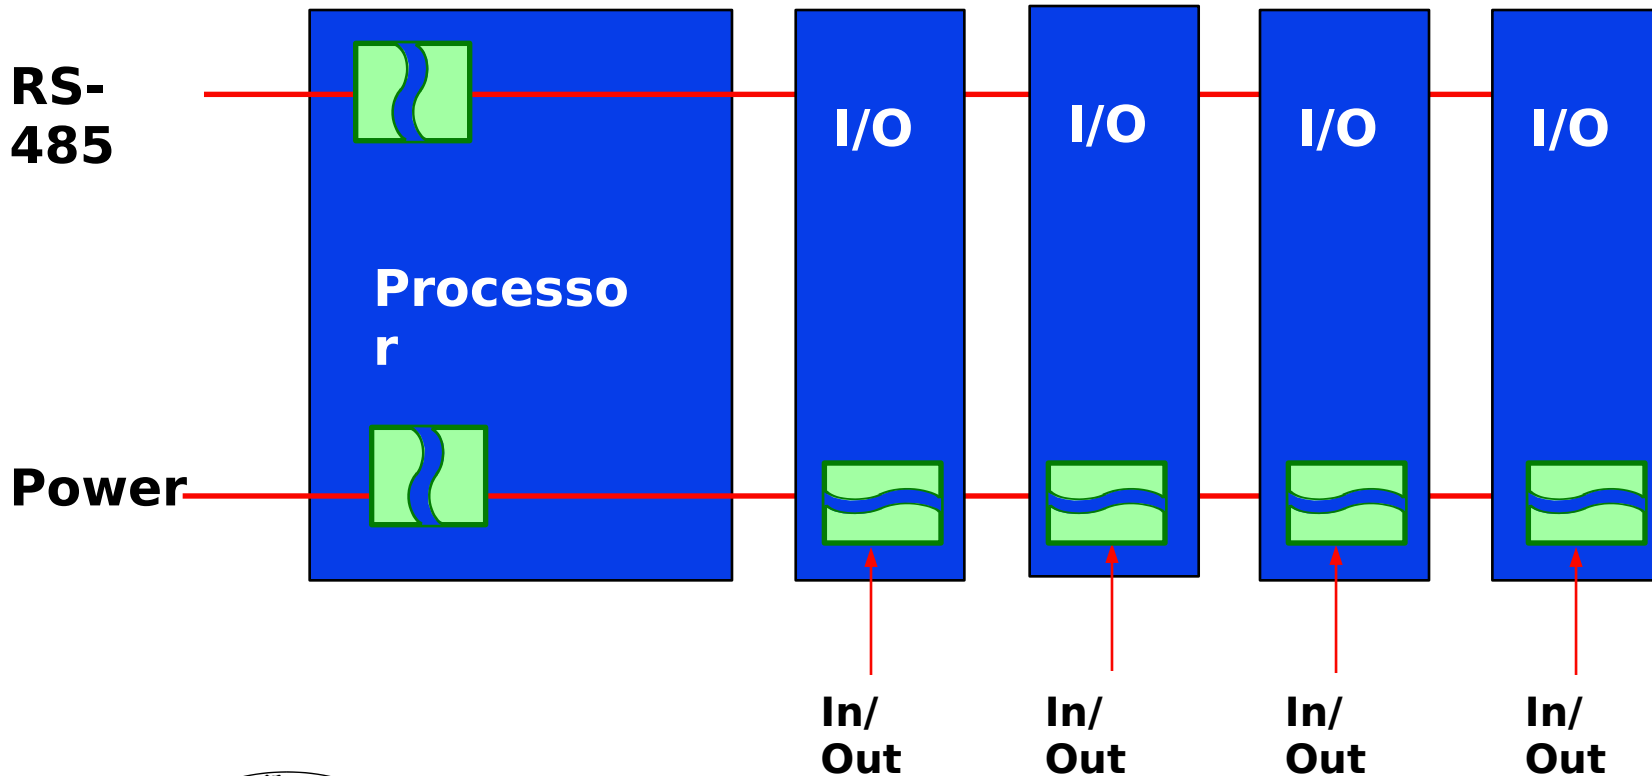 RS-
485
I/O
I/O
I/O
I/O
Processo
r
Power
In/
Out
In/
Out
In/
Out
In/
Out